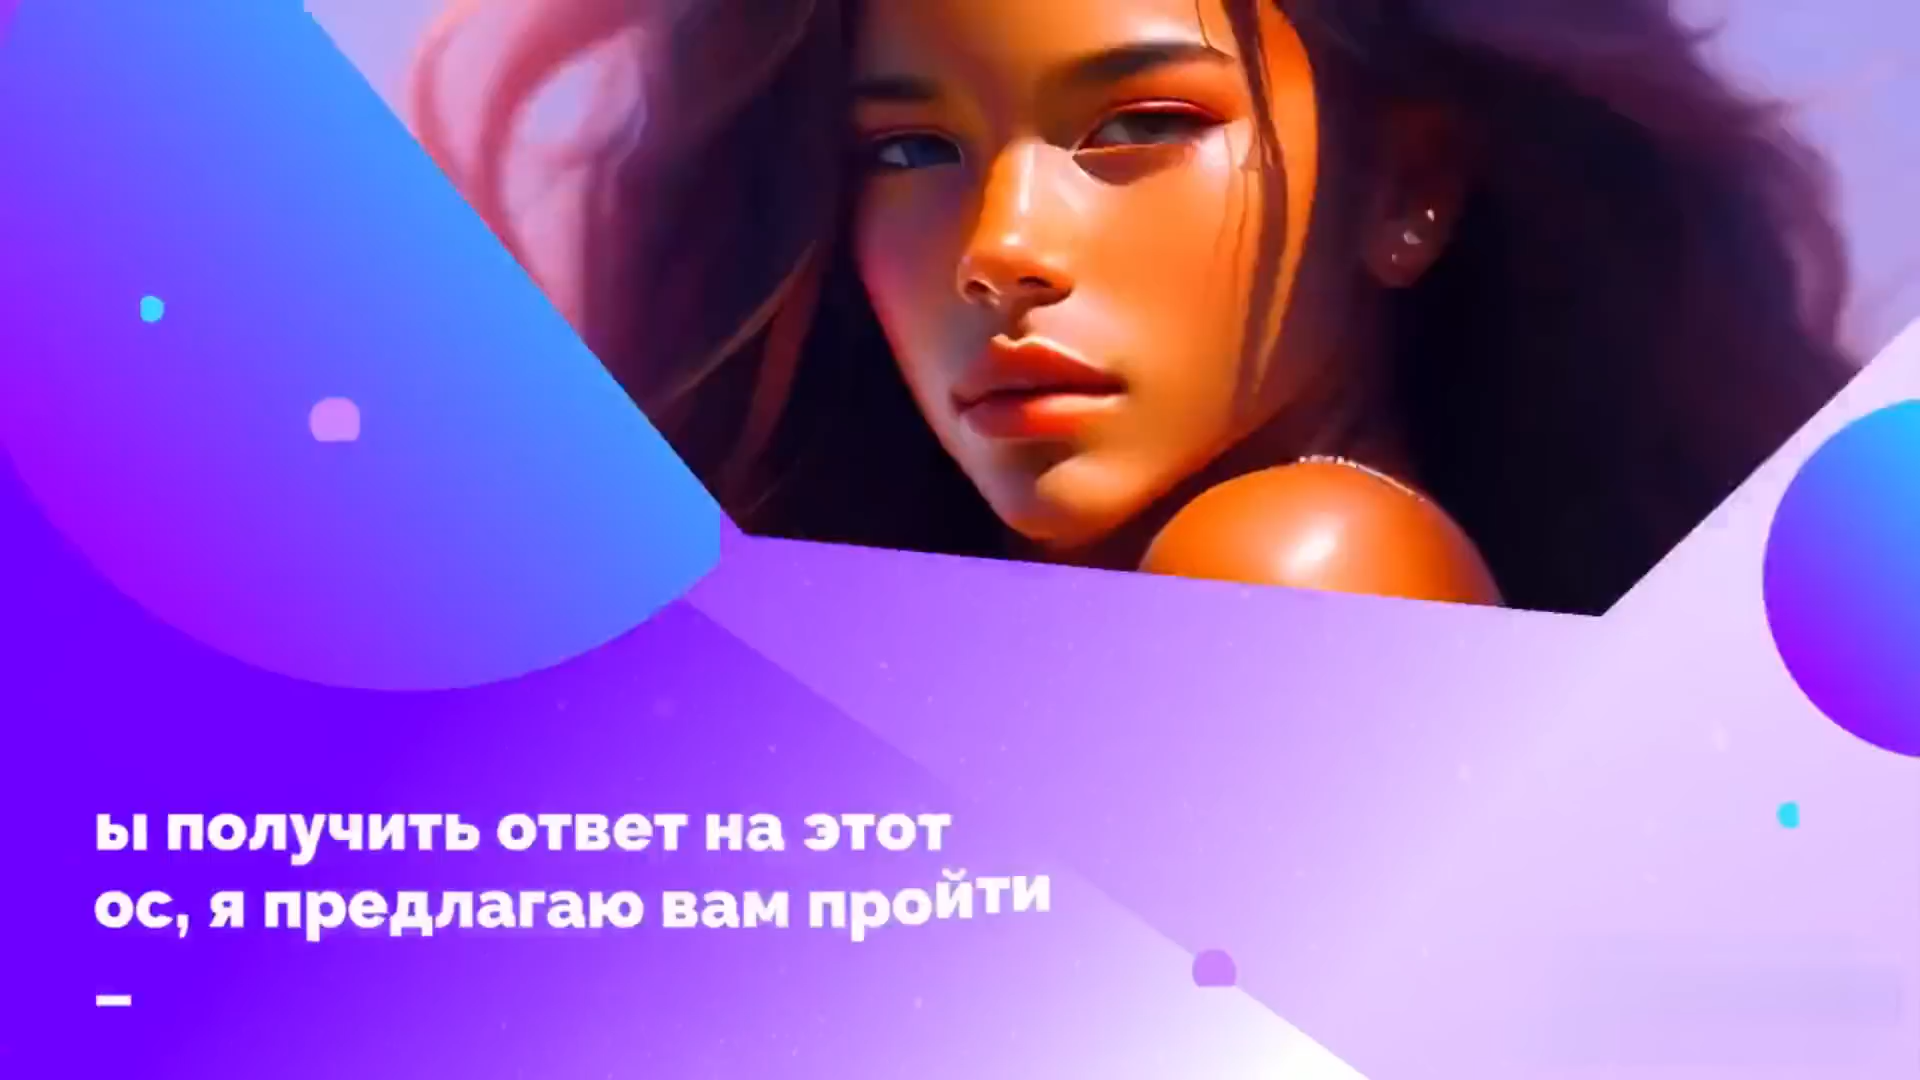 ы получить ответ на этот
ос, я предлагаю вам пройти
–